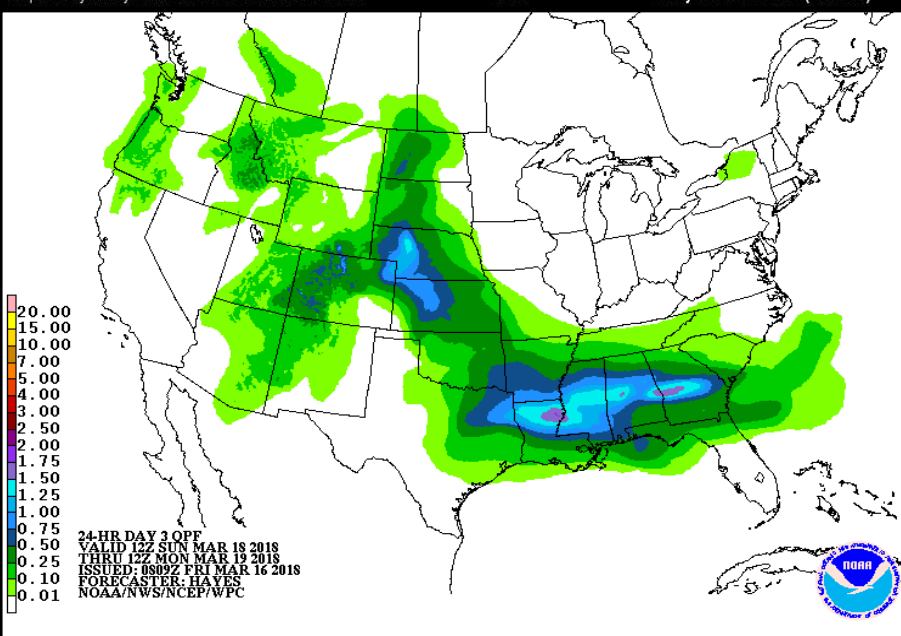 20.00
15.00
10.00
7.00
5.00
4.00
3.00
2.50
2.00
1.75
1.50
1.25
1.00
0.75
0.50
0.25
0.10
0.01
24-HR DAY 3 QPF
VALID 12Z SUN MAR 18 2018
THRU 12Z MON MAR 19 2018
ISSUED: 0809Z FRI MAR 16 2018
FORECASTER: HAYES
NOAA/NWS/NCEP/WPC
NOAA